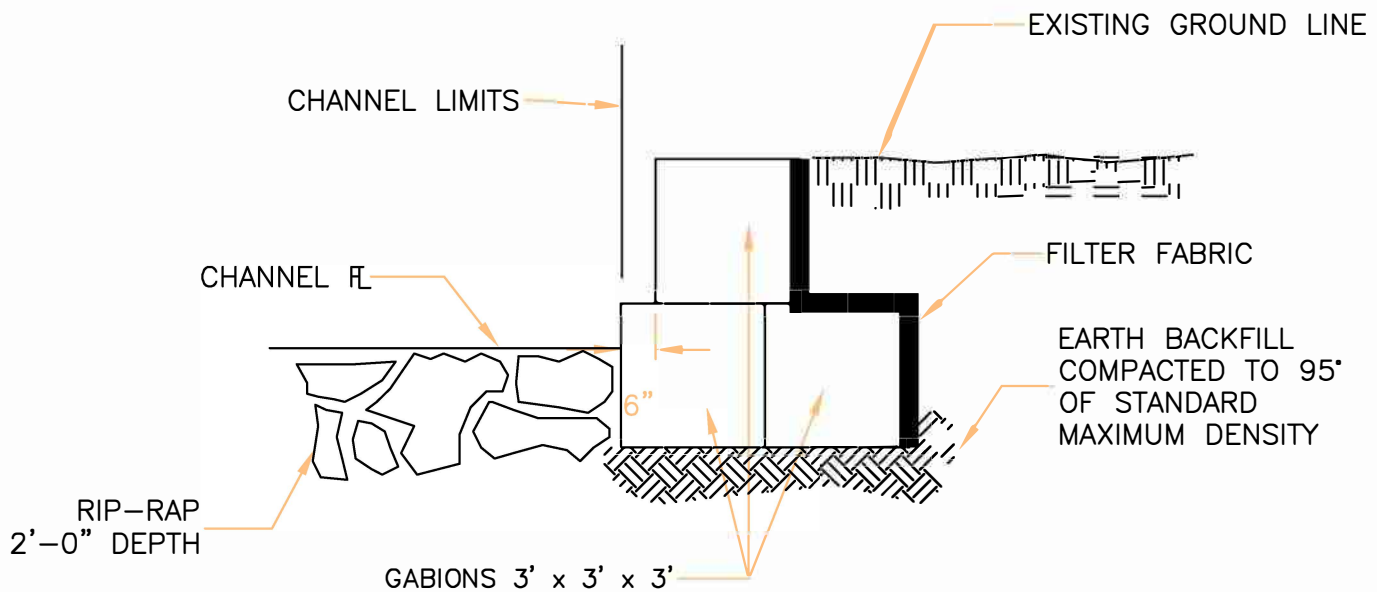 EXISTING GROUND LINE
CHANNEL LIMITS
FILTER FABRIC
CHANNEL FL
EARTH BACKFILL
COMPACTED TO 95°
OF STANDARD
MAXIMUM DENSITY
6"
RIP-RAP
2'-0" DEPTH
GABIONS 3' x 3' x 3'